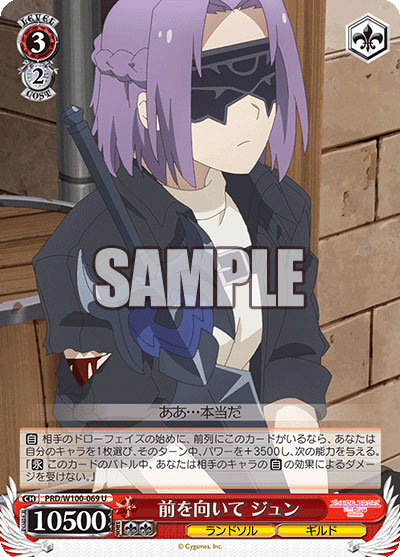 LEVEL
3
2
COST
SAMPLE
ああ…本当だ
自 相手のドローフェイズの始めに、前列にこのカードがいるなら、あなたは
自分のキャラを1枚選び、そのターン中、パワーを+3500し、次の能力を与える。
『永 このカードのバトル中、あなたは相手のキャラの 自 の効果によるダメー
ジを受けない。』
CH PRD/W100-069 U
前を向いて ジュン
10500
ランドソル
ギルド
© Cygames, Inc.